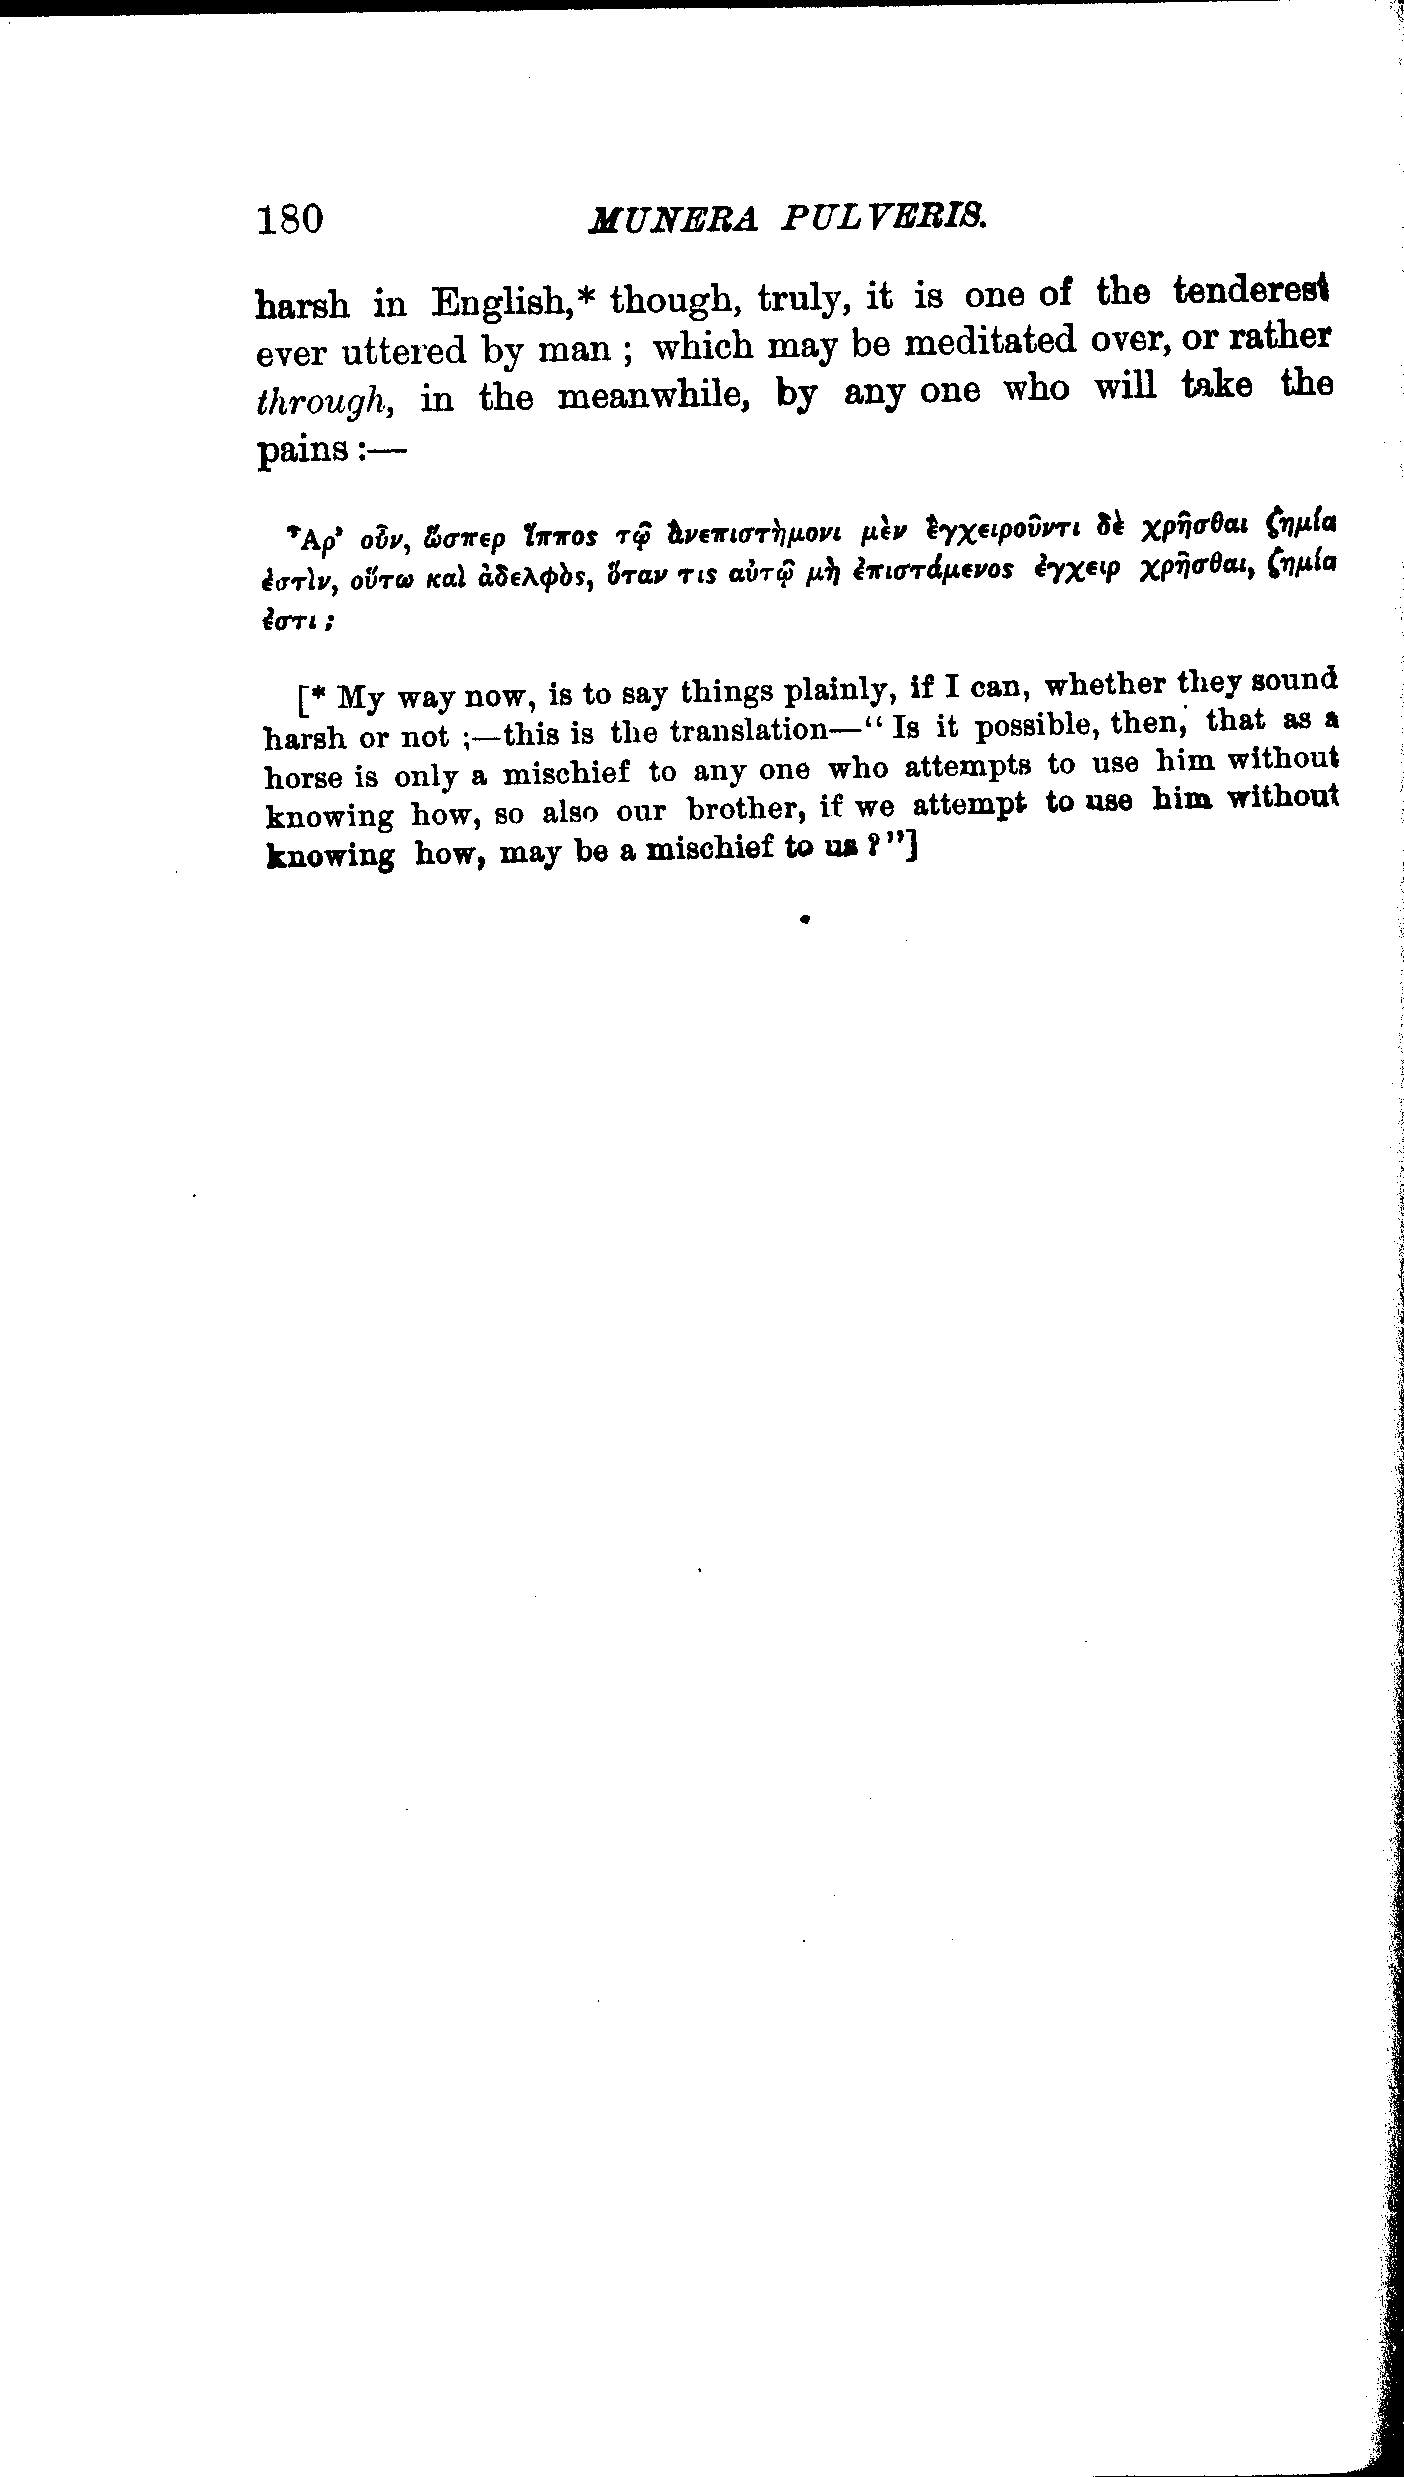 180 MUNERA PULVERIS.
harsh in English,* though, truly, it is one of the tenderest
ever uttered by man ; which may be meditated over, or rather
through, in the meanwhile, by any one who will take the
pains :—
Ἆρ’ οὖν, ὥσπερ ἵππος τῷ ἀνεπιστὴμονι μὲν ἐγχειροῦντι δὲ χρῆσθαι ζημία
ἐστὶν, οὕτω καὶ ἀδελφὸς, ὅταν τις αὐτῷ μὴ ἐπιστάμενος ἐγχειρ χρῆσθαι, ζημία
ἐστι ;
[* My way now, is to say things plainly, if I can, whether they sound
harsh or not ;—this is the translation—“ Is it possible, then, that as a
horse is only a mischief to any one who attempts to use him without
knowing how, so also our brother, if we attempt to use him without
knowing how, may be a mischief to us ?”]